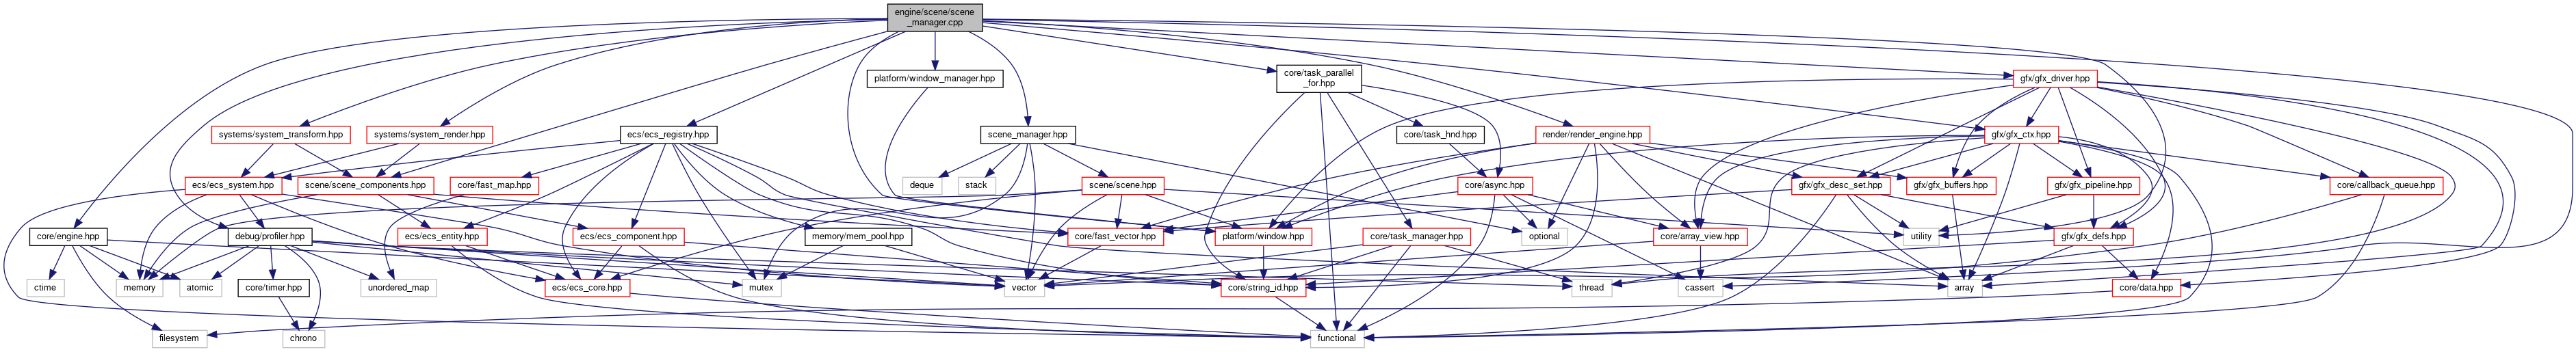 engine/scene/scene
_manager.cpp
platform/window_manager.hpp
core/task_parallel
_for.hpp
gfx/gfx_driver.hpp
systems/system_transform.hpp
systems/system_render.hpp
ecs/ecs_registry.hpp
scene_manager.hpp
core/task_hnd.hpp
render/render_engine.hpp
gfx/gfx_ctx.hpp
ecs/ecs_system.hpp
scene/scene_components.hpp
core/fast_map.hpp
deque
stack
scene/scene.hpp
core/async.hpp
gfx/gfx_desc_set.hpp
gfx/gfx_buffers.hpp
gfx/gfx_pipeline.hpp
core/callback_queue.hpp
core/engine.hpp
debug/profiler.hpp
ecs/ecs_entity.hpp
ecs/ecs_component.hpp
memory/mem_pool.hpp
core/fast_vector.hpp
platform/window.hpp
core/task_manager.hpp
optional
core/array_view.hpp
utility
gfx/gfx_defs.hpp
ctime
memory
atomic
core/timer.hpp
unordered_map
ecs/ecs_core.hpp
mutex
vector
core/string_id.hpp
thread
cassert
array
core/data.hpp
filesystem
chrono
functional